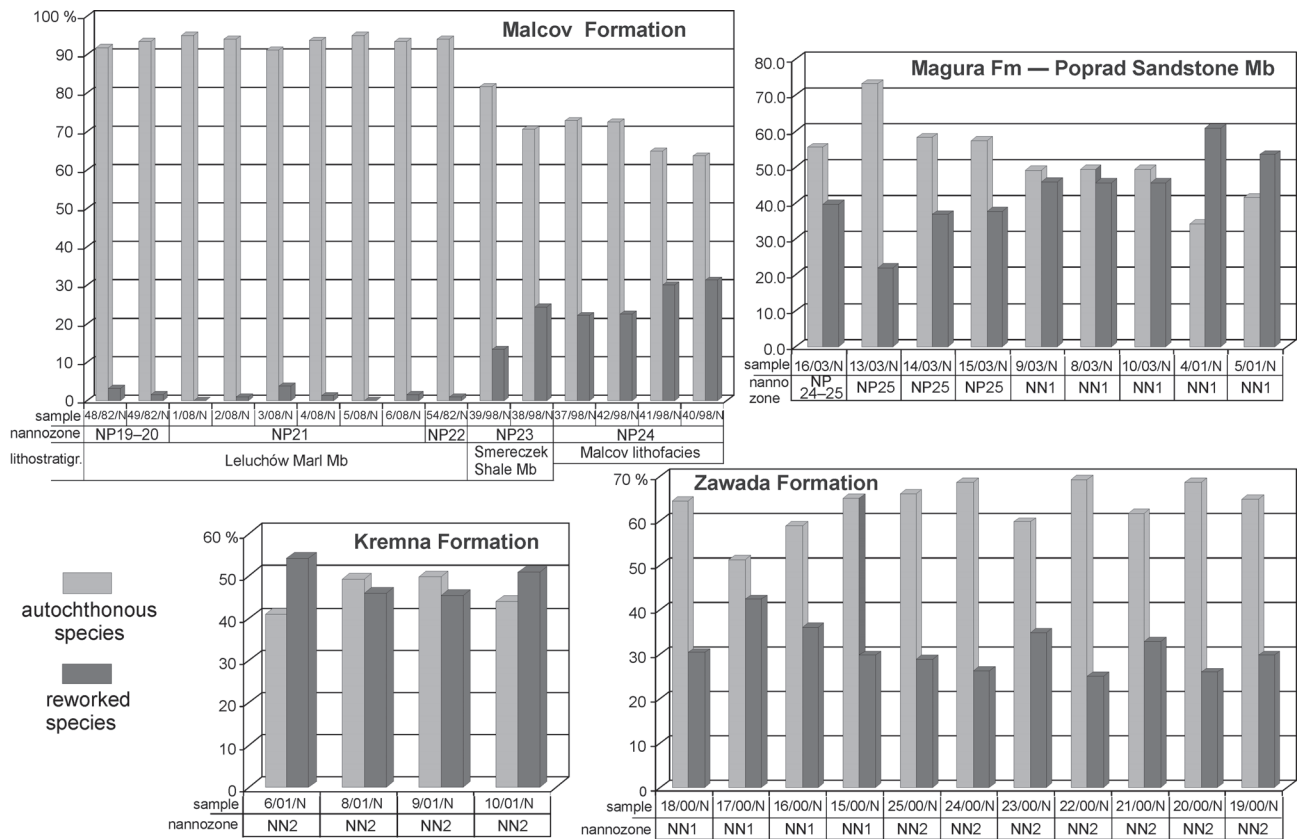 Malcov Formation
100 %
90
80
70
60
50
40
30
20
10
0
sample 48/82/N 49/82/N 1/08/N 2/08/N 3/08/N 4/08/N 5/08/N 6/08/N 54/82/N 39/98/N 38/98/N 37/98/N 42/98/N 41/98/N 40/98/N
nannozone NP19–20 NP21 NP22 NP23 NP24
lithostratigr. Leluchów Marl Mb Smereczek Shale Mb Malcov lithofacies
Magura Fm — Poprad Sandstone Mb
80.0
70.0
60.0
50.0
40.0
30.0
20.0
10.0
0.0
sample 16/03/N 13/03/N 14/03/N 15/03/N 9/03/N 8/03/N 10/03/N 4/01/N 5/01/N
nanno zone NP 24–25 NP25 NP25 NP25 NN1 NN1 NN1 NN1 NN1
autochthonous
species
reworked
species
Kremna Formation
60 %
50
40
30
20
10
0
sample 6/01/N 8/01/N 9/01/N 10/01/N
nannozone NN2 NN2 NN2 NN2
Zawada Formation
70 %
60
50
40
30
20
10
0
sample 18/00/N 17/00/N 16/00/N 15/00/N 25/00/N 24/00/N 23/00/N 22/00/N 21/00/N 20/00/N 19/00/N
nannozone NN1 NN1 NN1 NN1 NN2 NN2 NN2 NN2 NN2 NN2 NN2